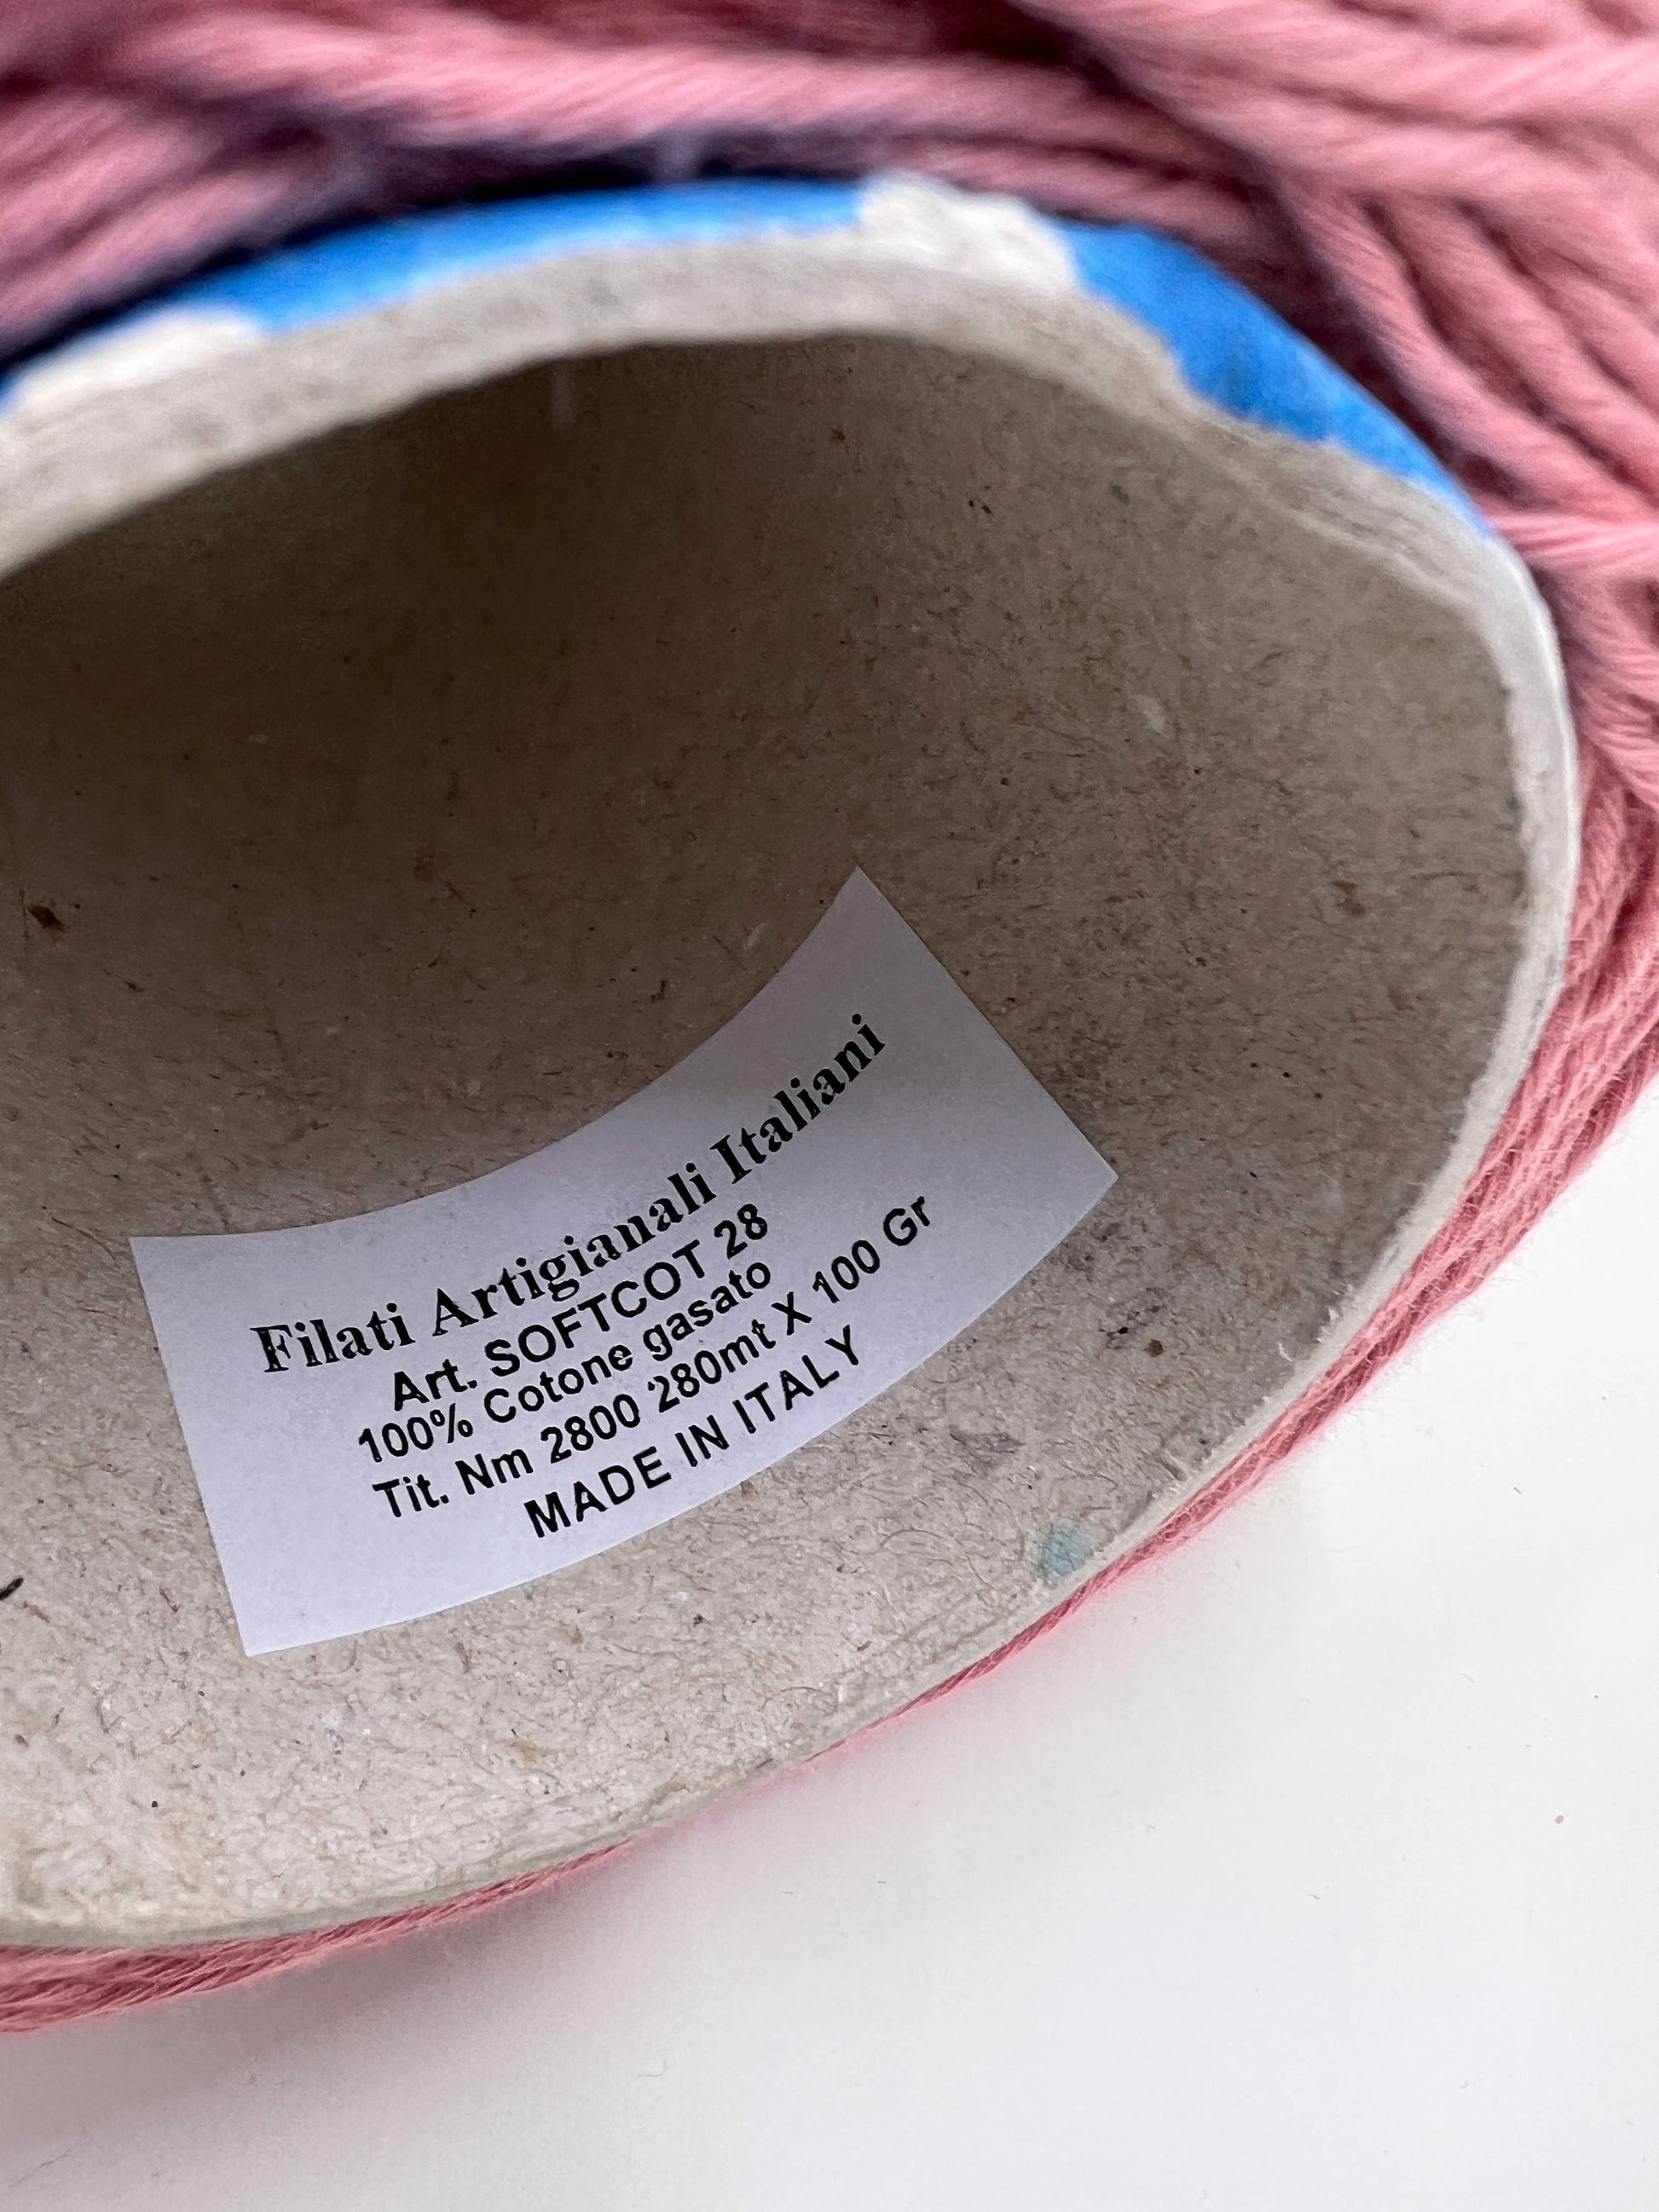 Filati Artigianali Italiani
Art. SOFTCOT 28
100% Cotone gasato
Tit. Nm 2800 280mt X 100 Gr
MADE IN ITALY